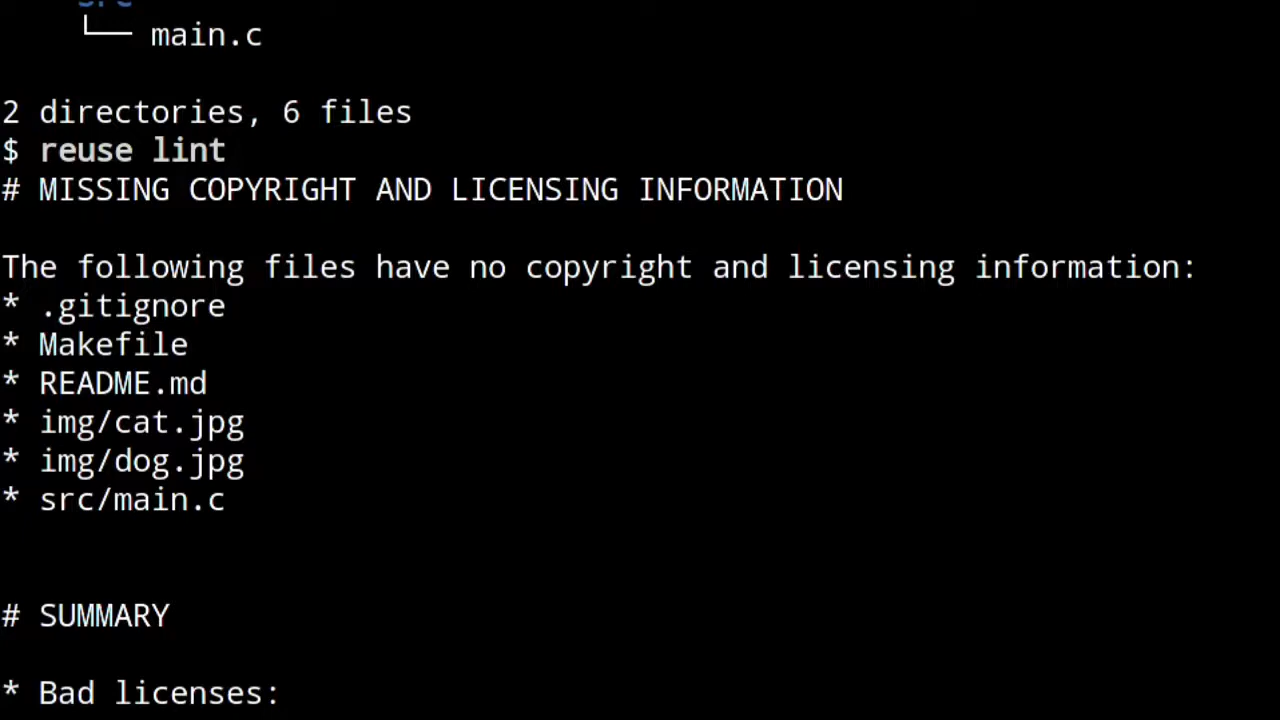 └── main.c
2 directories, 6 files
$ reuse lint
# MISSING COPYRIGHT AND LICENSING INFORMATION
The following files have no copyright and licensing information:
* .gitignore
* Makefile
* README.md
* img/cat.jpg
* img/dog.jpg
* src/main.c
# SUMMARY
* Bad licenses: